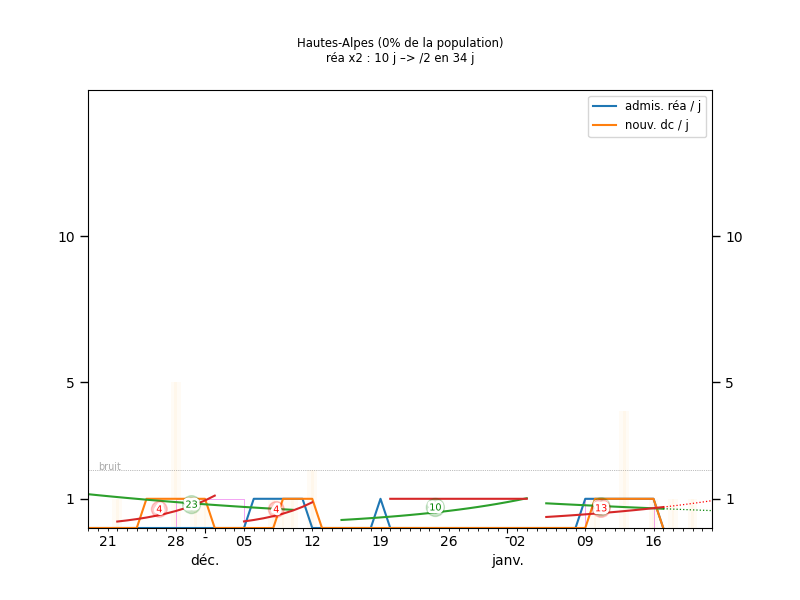 Hautes-Alpes (0% de la population)
réa x2 : 10 j –> /2 en 34 j
admis. réa / j
nouv. dc / j
10 10
5 5
bruit
1 1
4 23 4 10 13
21 28 05 12 19 26 02 09 16
déc. janv.